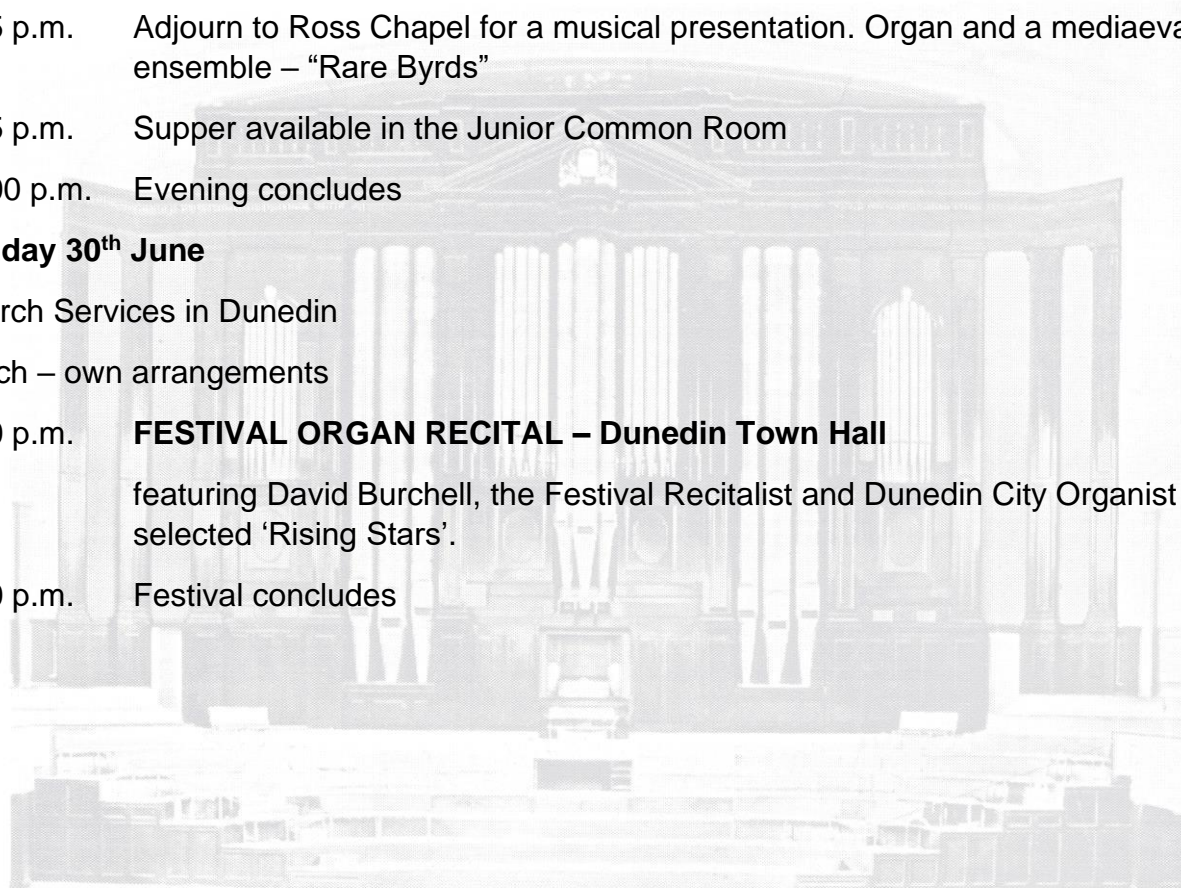 5 p.m. Adjourn to Ross Chapel for a musical presentation. Organ and a mediaeva
ensemble – “Rare Byrds”
5 p.m. Supper available in the Junior Common Room
00 p.m. Evening concludes
day 30th June
rch Services in Dunedin
ch – own arrangements
0 p.m. FESTIVAL ORGAN RECITAL – Dunedin Town Hall
featuring David Burchell, the Festival Recitalist and Dunedin City Organist
selected ‘Rising Stars’.
0 p.m. Festival concludes